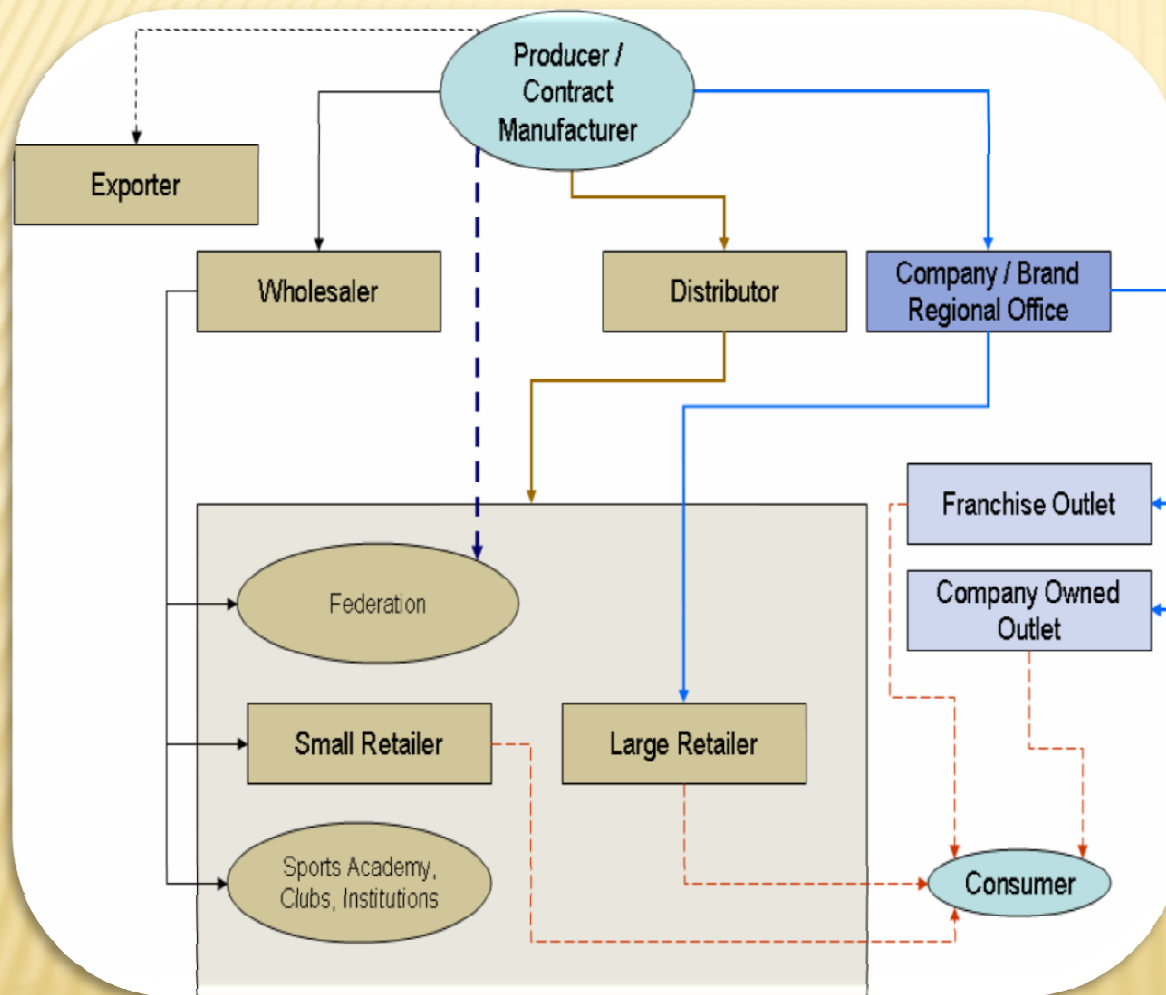 Producer /
Contract
Manufacturer
Exporter
Wholesaler
Distributor
Company / Brand
Regional Office
Franchise Outlet
Company Owned
Outlet
Federation
Small Retailer
Large Retailer
Sports Academy,
Clubs, Institutions
Consumer